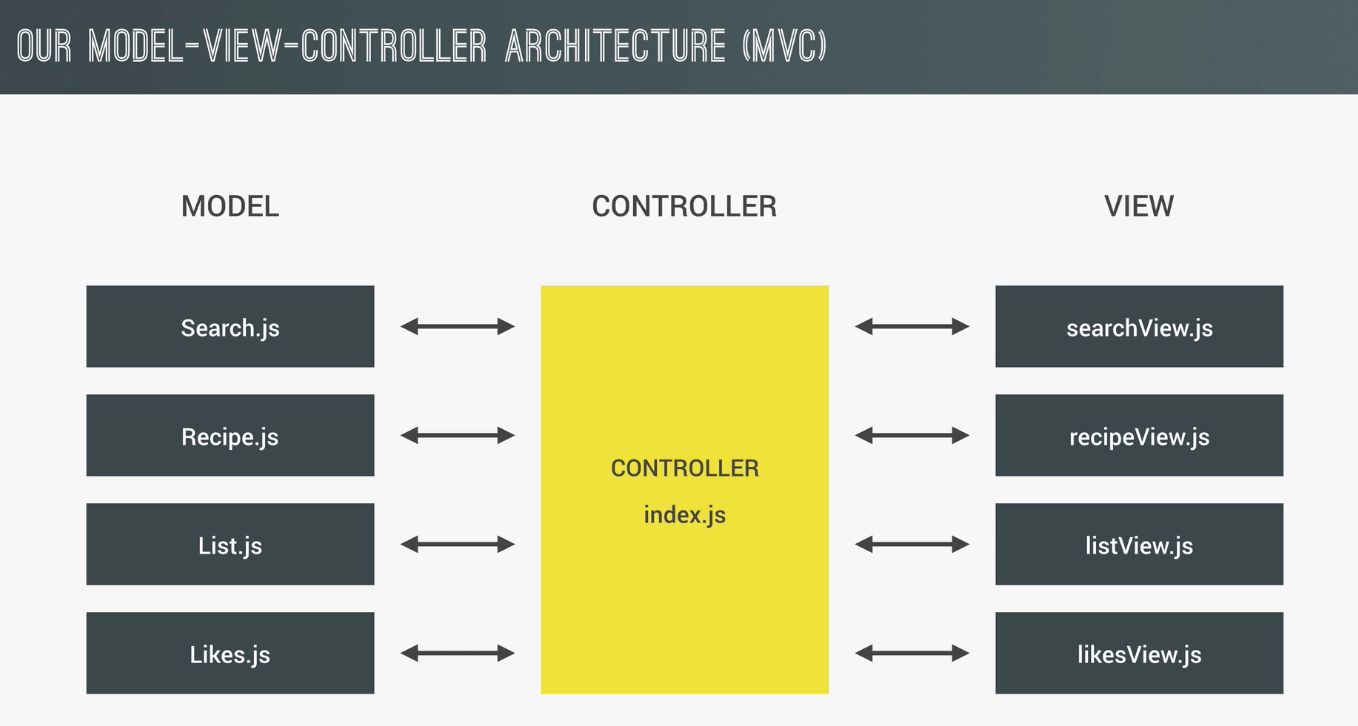 OUR MODEL-VIEW-CONTROLLER ARCHITECTURE (MVC)
MODEL
CONTROLLER
VIEW
Search.js
searchView.js
Recipe.js
recipeView.js
CONTROLLER
index.js
List.js
listView.js
Likes.js
likesView.js